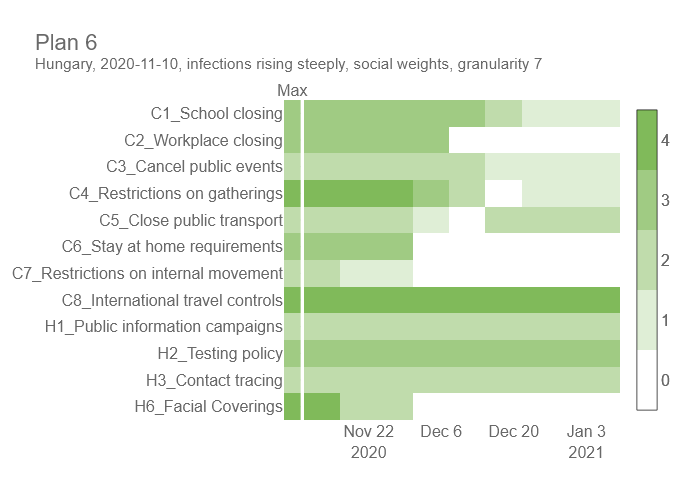 Plan 6
Hungary, 2020-11-10, infections rising steeply, social weights, granularity 7
Max
C1_School closing
C2_Workplace closing
C3_Cancel public events
C4_Restrictions on gatherings
C5_Close public transport
C6_Stay at home requirements
C7_Restrictions on internal movement
C8_International travel controls
H1_Public information campaigns
H2_Testing policy
H3_Contact tracing
H6_Facial Coverings
Nov 22 Dec 6 Dec 20 Jan 3
2020 2021
4
3
2
1
0